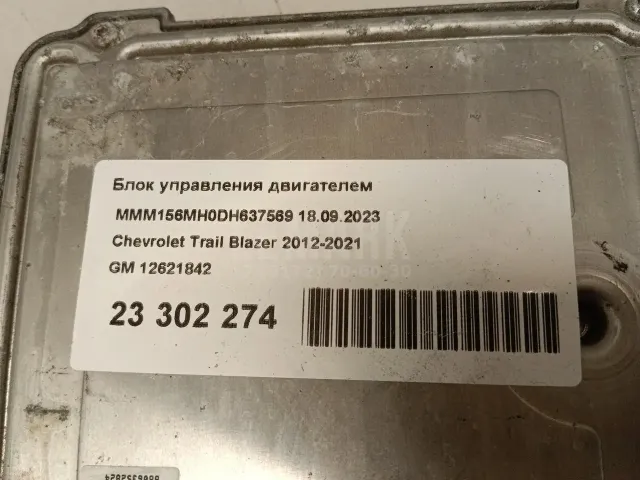 Блок управления двигателем
MMM156MH0DH637569 18.09.2023
Chevrolet Trail Blazer 2012-2021
GM 12621842
23 302 274